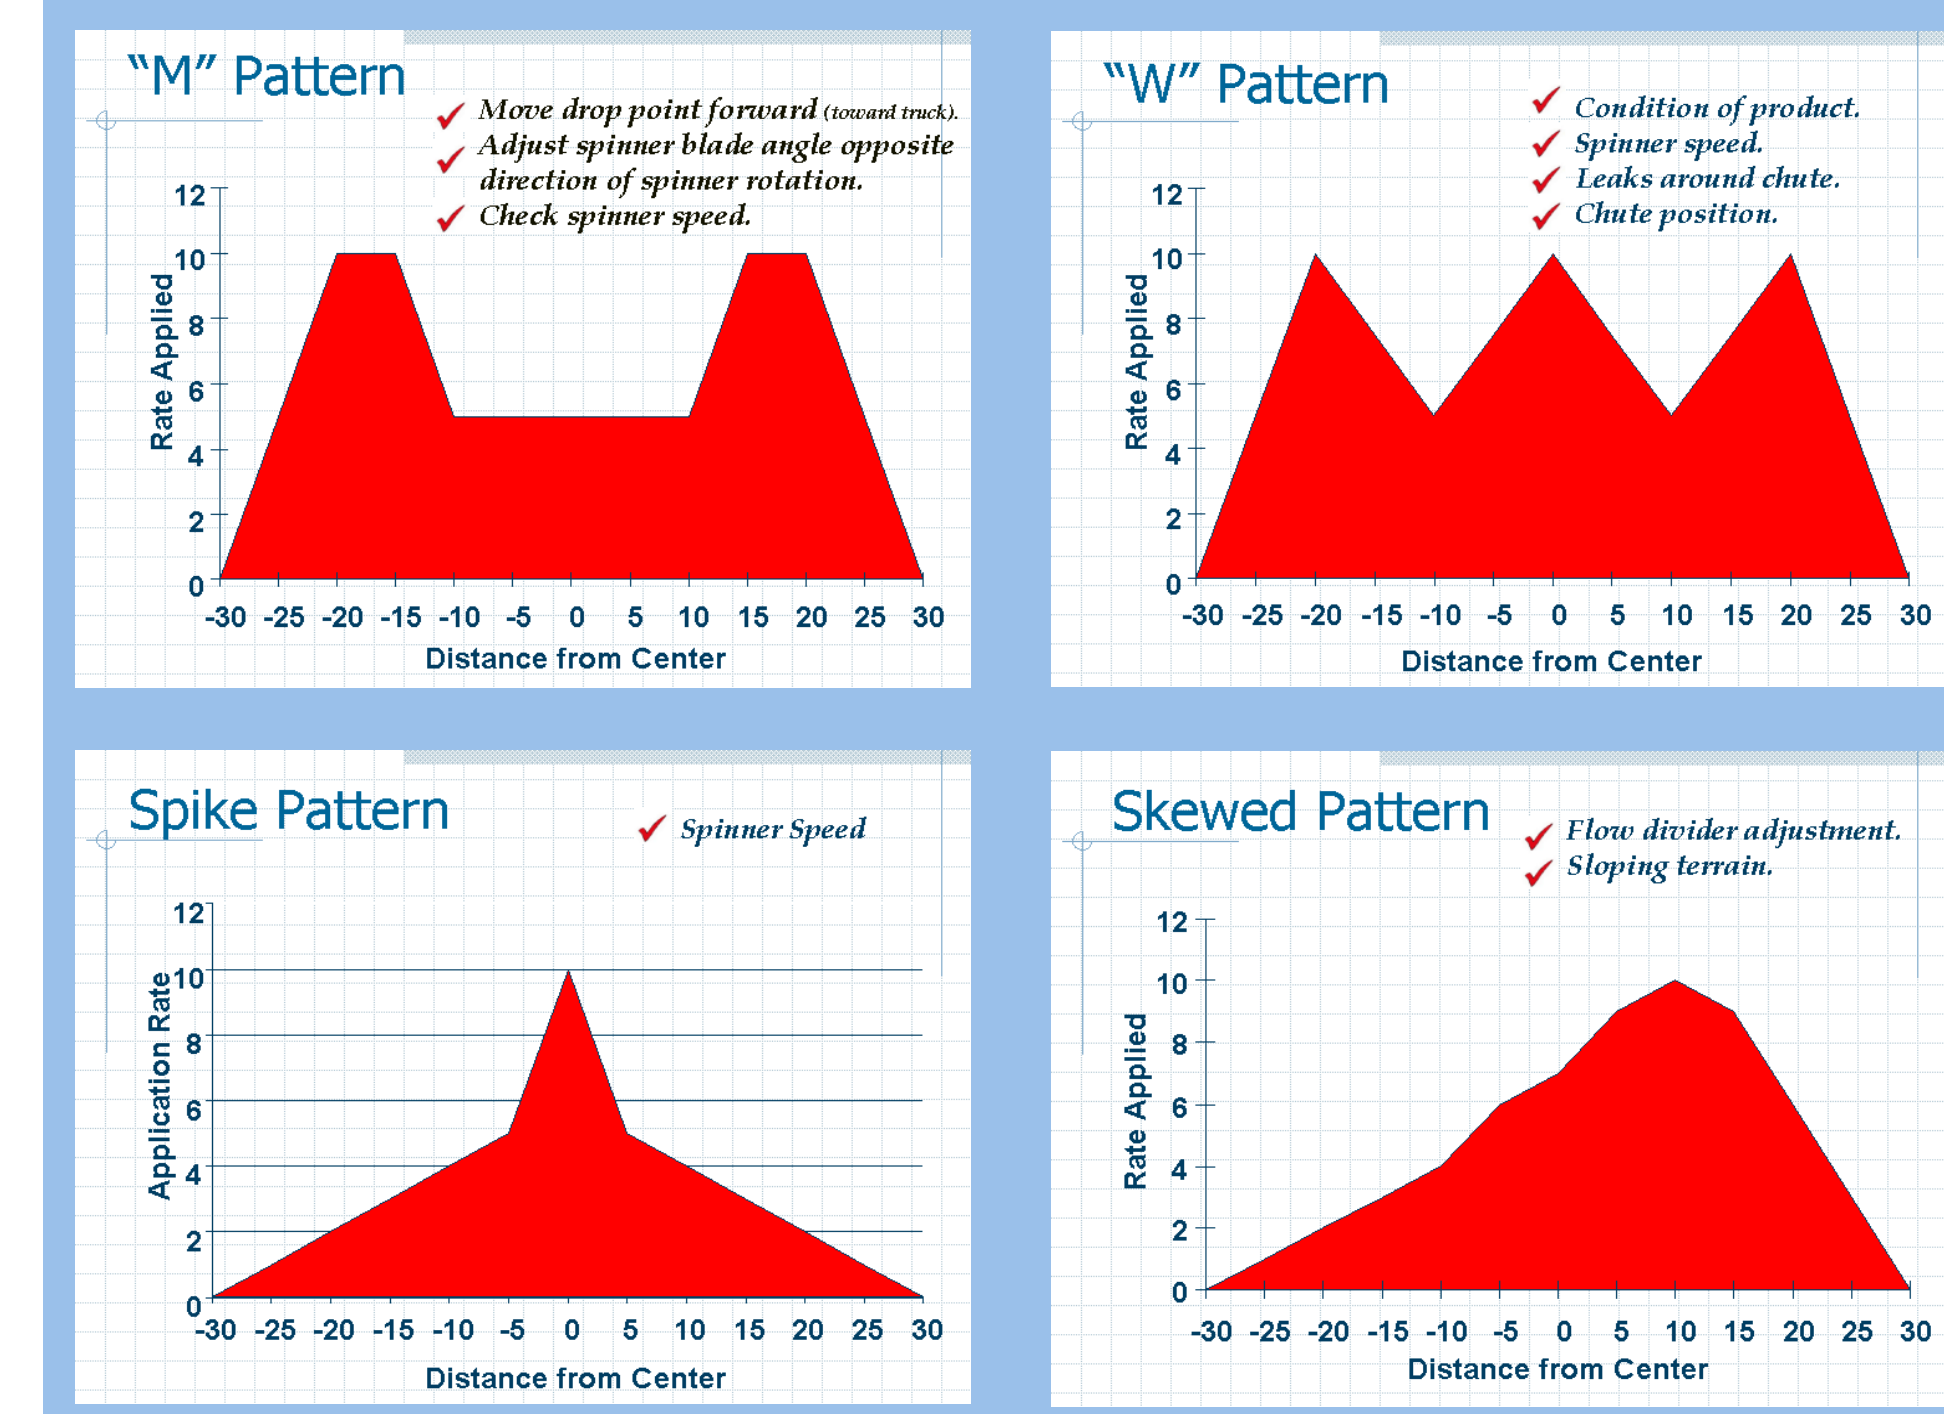 “M” Pattern
Move drop point forward (toward truck).
Adjust spinner blade angle opposite
direction of spinner rotation.
Check spinner speed.
12
10
8
6
4
2
0
Rate Applied
-30 -25 -20 -15 -10 -5 0 5 10 15 20 25 30
Distance from Center
“W” Pattern
Condition of product.
Spinner speed.
Leaks around chute.
Chute position.
12
10
8
6
4
2
0
Rate Applied
-30 -25 -20 -15 -10 -5 0 5 10 15 20 25 30
Distance from Center
Spike Pattern
Spinner Speed
12
10
8
6
4
2
0
Application Rate
-30 -25 -20 -15 -10 -5 0 5 10 15 20 25 30
Distance from Center
Skewed Pattern
Flow divider adjustment.
Sloping terrain.
12
10
8
6
4
2
0
Rate Applied
-30 -25 -20 -15 -10 -5 0 5 10 15 20 25 30
Distance from Center